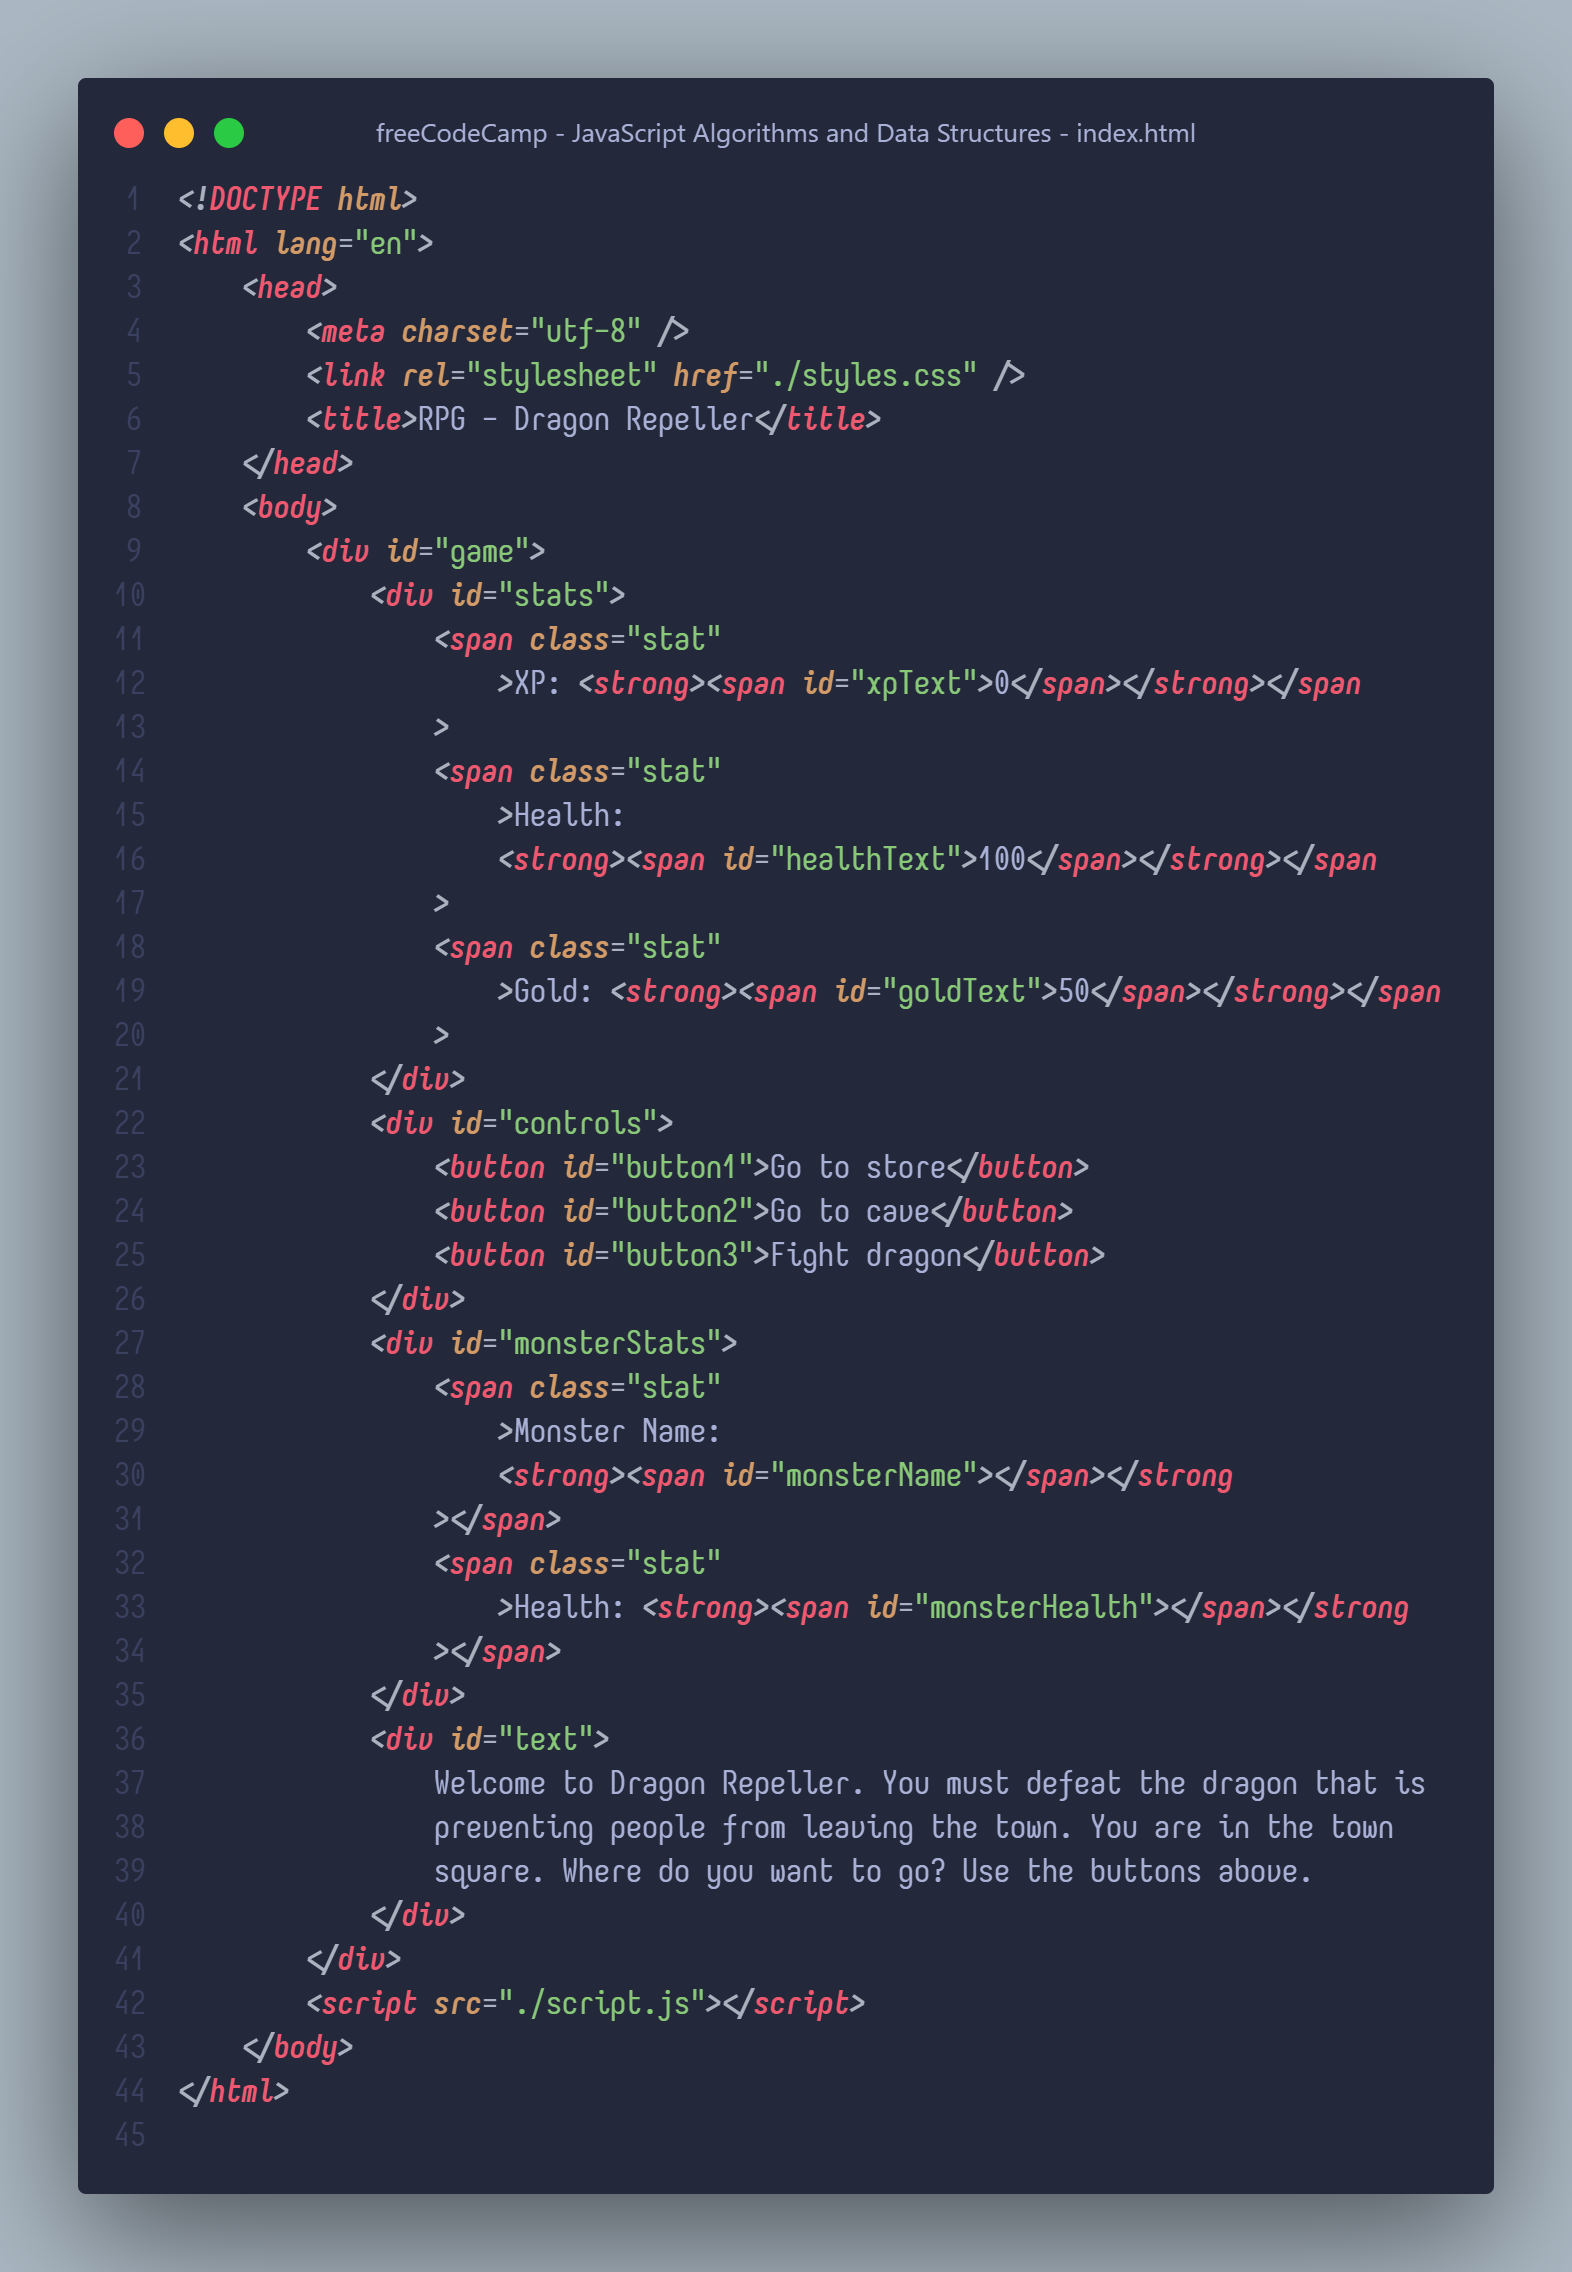 freeCodeCamp - JavaScript Algorithms and Data Structures - index.html
1 <!DOCTYPE html>
2 <html lang="en">
3     <head>
4         <meta charset="utf-8" />
5         <link rel="stylesheet" href="./styles.css" />
6         <title>RPG - Dragon Repeller</title>
7     </head>
8     <body>
9         <div id="game">
10             <div id="stats">
11                 <span class="stat"
12                     >XP: <strong><span id="xpText">0</span></strong></span
13                 >
14                 <span class="stat"
15                     >Health:
16                     <strong><span id="healthText">100</span></strong></span
17                 >
18                 <span class="stat"
19                     >Gold: <strong><span id="goldText">50</span></strong></span
20                 >
21             </div>
22             <div id="controls">
23                 <button id="button1">Go to store</button>
24                 <button id="button2">Go to cave</button>
25                 <button id="button3">Fight dragon</button>
26             </div>
27             <div id="monsterStats">
28                 <span class="stat"
29                     >Monster Name:
30                     <strong><span id="monsterName"></span></strong
31                 ></span>
32                 <span class="stat"
33                     >Health: <strong><span id="monsterHealth"></span></strong
34                 ></span>
35             </div>
36             <div id="text">
37                 Welcome to Dragon Repeller. You must defeat the dragon that is
38                 preventing people from leaving the town. You are in the town
39                 square. Where do you want to go? Use the buttons above.
40             </div>
41         </div>
42         <script src="./script.js"></script>
43     </body>
44 </html>
45